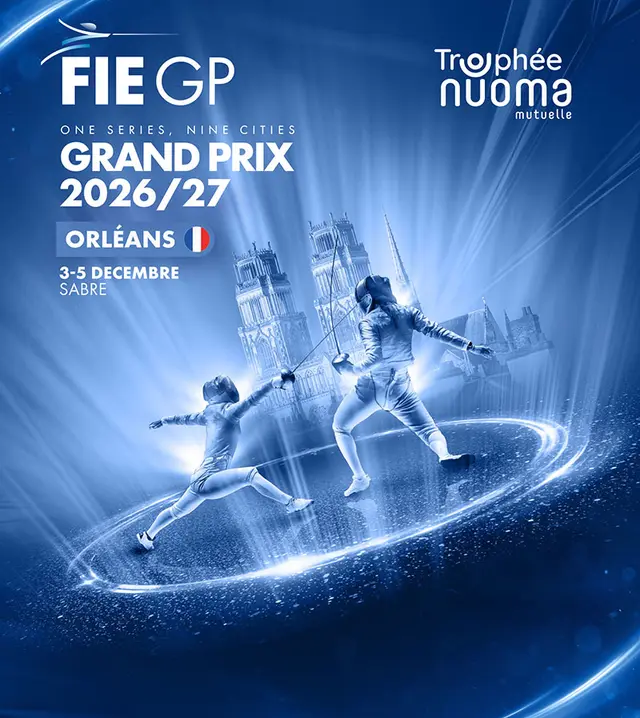 FIE GP
ONE SERIES, NINE CITIES
GRAND PRIX
2026/27
ORLÉANS
3-5 DECEMBRE
SABRE
Trophée
nuoma
mutuelle